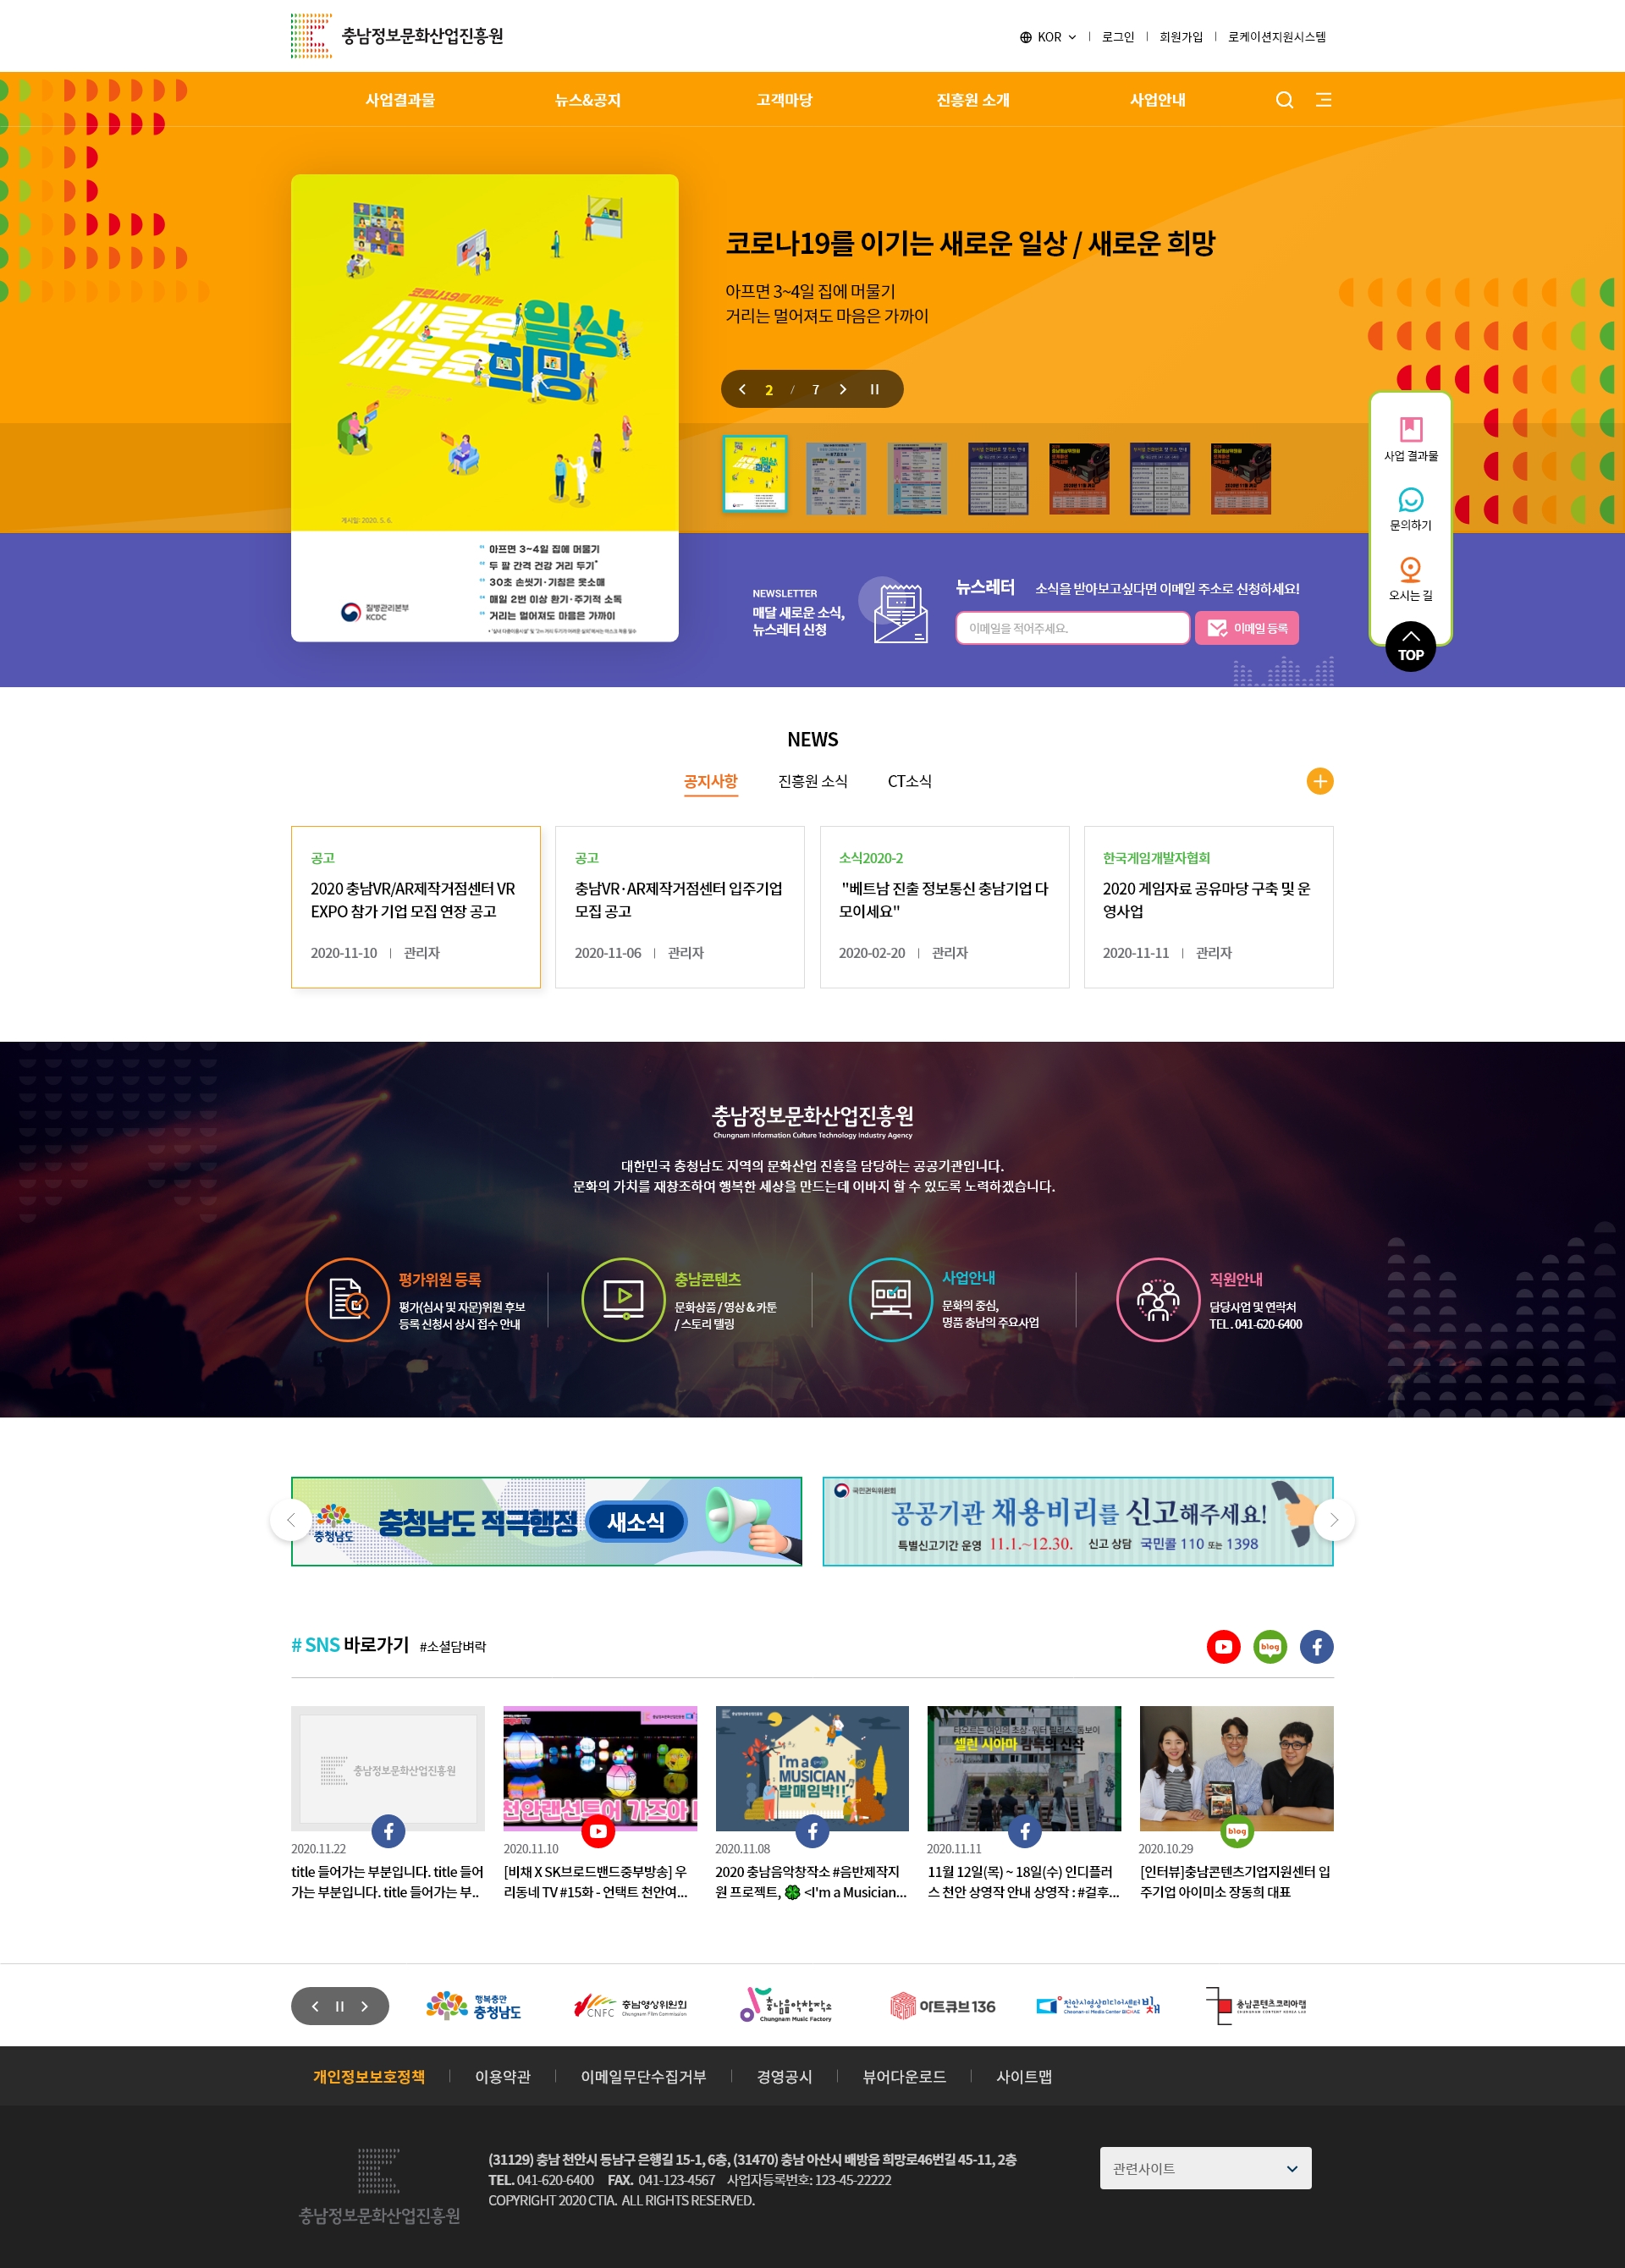 충남정보문화산업진흥원
KOR
로그인
회원가입
로케이션지원시스템
사업결과물
뉴스&공지
고객마당
진흥원 소개
사업안내
코로나19를 이기는
새로운 일상
새로운 희망
게시일: 2020. 5. 6.
아프면 3~4일 집에 머물기
두 팔 간격 건강 거리 두기*
30초 손씻기·기침은 옷소매
매일 2번 이상 환기·주기적 소독
거리는 멀어져도 마음은 가까이
질병관리본부
KCDC
코로나19를 이기는 새로운 일상 / 새로운 희망
아프면 3~4일 집에 머물기
거리는 멀어져도 마음은 가까이
2 / 7
사업 결과물
문의하기
오시는 길
TOP
NEWSLETTER
매달 새로운 소식,
뉴스레터 신청
뉴스레터 소식을 받아보고싶다면 이메일 주소로 신청하세요!
이메일을 적어주세요.
이메일 등록
NEWS
공지사항
진흥원 소식
CT소식
공고
2020 충남VR/AR제작거점센터 VR
EXPO 참가 기업 모집 연장 공고
2020-11-10 관리자
공고
충남VR·AR제작거점센터 입주기업
모집 공고
2020-11-06 관리자
소식2020-2
"베트남 진출 정보통신 충남기업 다
모이세요"
2020-02-20 관리자
한국게임개발자협회
2020 게임자료 공유마당 구축 및 운
영사업
2020-11-11 관리자
충남정보문화산업진흥원
Chungnam Information Culture Technology Industry Agency
대한민국 충청남도 지역의 문화산업 진흥을 담당하는 공공기관입니다.
문화의 가치를 재창조하여 행복한 세상을 만드는데 이바지 할 수 있도록 노력하겠습니다.
평가위원 등록
평가(심사 및 자문)위원 후보
등록 신청서 상시 접수 안내
충남콘텐츠
문화상품 / 영상 & 카툰
/ 스토리 텔링
사업안내
문화의 중심,
명품 충남의 주요사업
직원안내
담당사업 및 연락처
TEL . 041-620-6400
충청남도
충청남도 적극행정 새소식
국민권익위원회
공공기관 채용비리를 신고해주세요!
특별신고기간 운영 11.1.~12.30. 신고 상담 국민콜 110 또는 1398
# SNS 바로가기 #소셜담벼락
blog
충남정보문화산업진흥원
2020.11.22
title 들어가는 부분입니다. title 들어
가는 부분입니다. title 들어가는 부..
천안랜선투어 가즈아
2020.11.10
[비채 X SK브로드밴드중부방송] 우
리동네 TV #15화 - 언택트 천안여...
I'm a
MUSICIAN
발매임박!!
2020.11.08
2020 충남음악창작소 #음반제작지
원 프로젝트, 🍀 <I'm a Musician...
타오르는 여인의 초상·워터 릴리스·톰보이
셀린 시아마 감독의 신작
2020.11.11
11월 12일(목) ~ 18일(수) 인디플러
스 천안 상영작 안내 상영작 : #걸후...
blog
2020.10.29
[인터뷰]충남콘텐츠기업지원센터 입
주기업 아이미소 장동희 대표
행복충만
충청남도
CNFC
충남영상위원회
Chungnam Film Commission
충남음악창작소
Chungnam Music Factory
아트큐브 136
천안시영상미디어센터 비채
Cheonan-si Media Center BICHAE
충남콘텐츠코리아랩
개인정보보호정책
이용약관
이메일무단수집거부
경영공시
뷰어다운로드
사이트맵
충남정보문화산업진흥원
(31129) 충남 천안시 동남구 은행길 15-1, 6층, (31470) 충남 아산시 배방읍 희망로46번길 45-11, 2층
TEL. 041-620-6400 FAX. 041-123-4567 사업자등록번호: 123-45-22222
COPYRIGHT 2020 CTIA. ALL RIGHTS RESERVED.
관련사이트